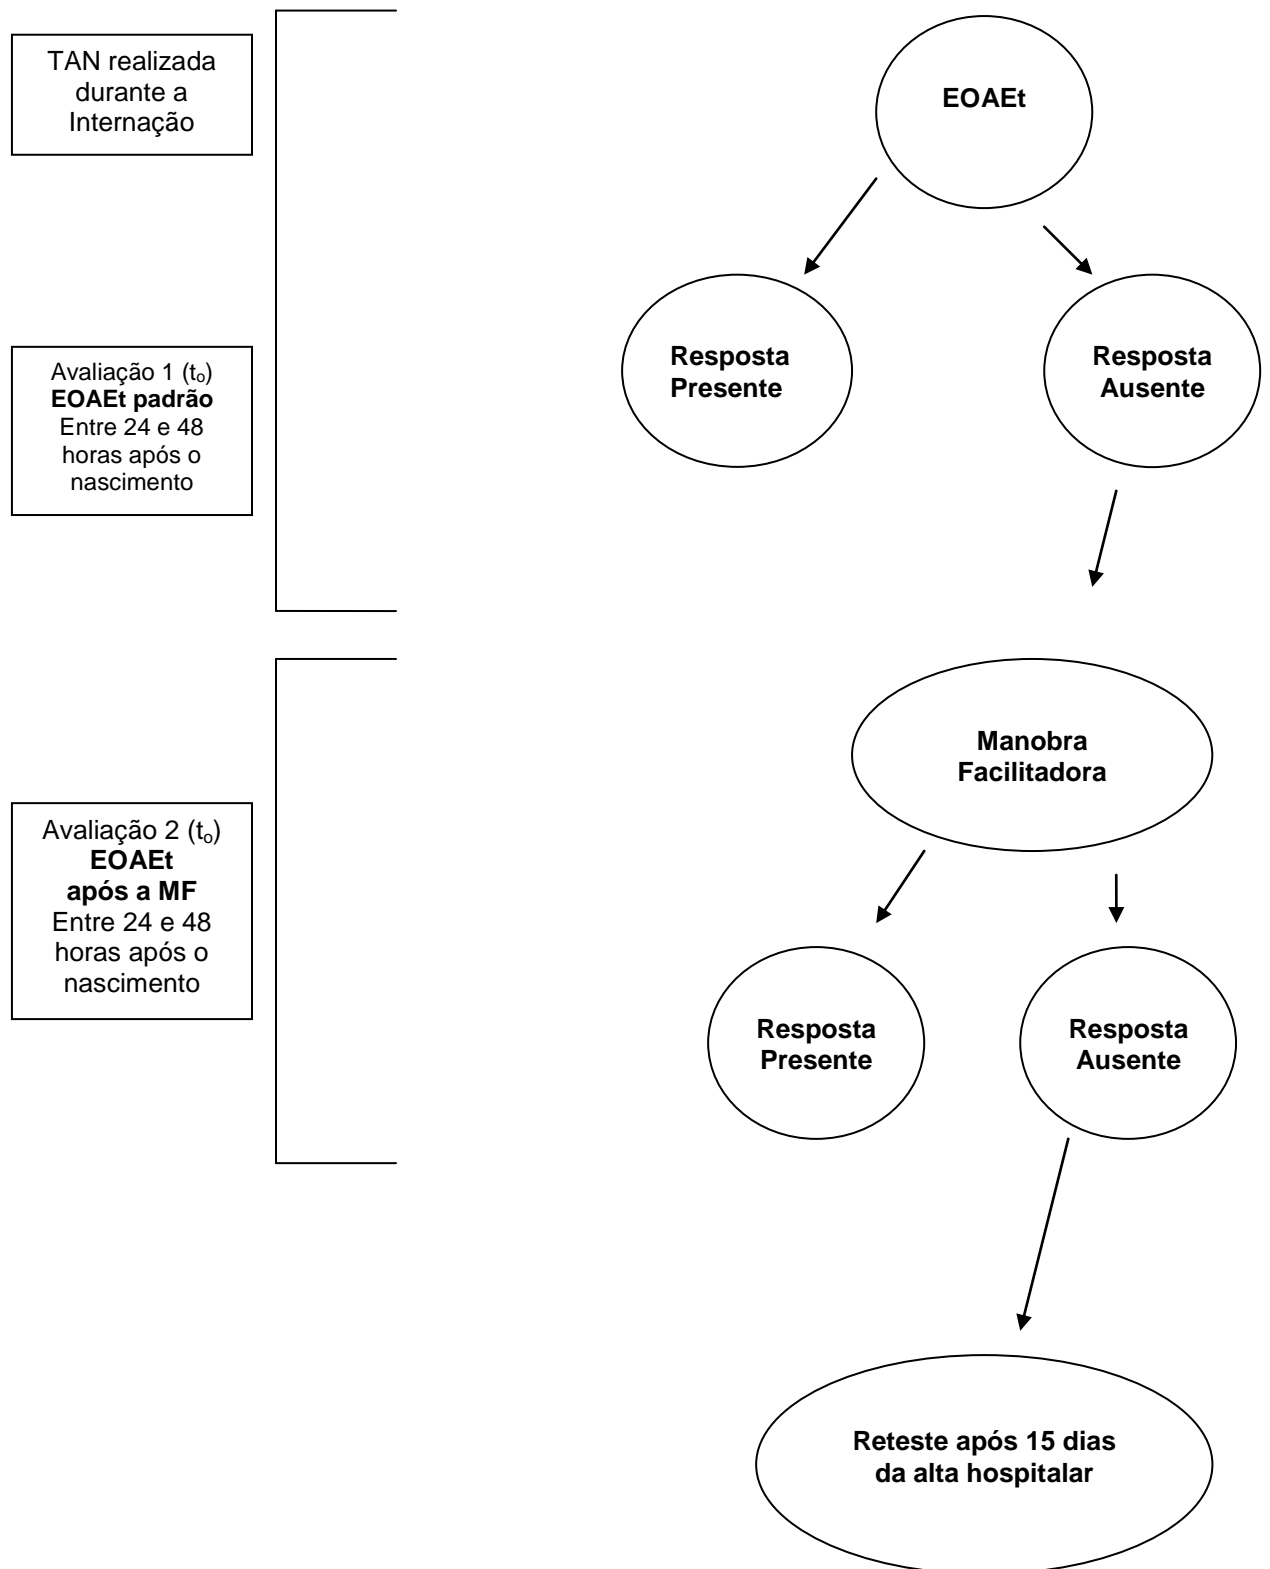 TAN realizada
durante a
Internação
EOAEt
Avaliação 1 (to)
EOAEt padrão
Entre 24 e 48
horas após o
nascimento
Resposta
Presente
Resposta
Ausente
Manobra
Facilitadora
Avaliação 2 (to)
EOAEt
após a MF
Entre 24 e 48
horas após o
nascimento
Resposta
Presente
Resposta
Ausente
Reteste após 15 dias
da alta hospitalar